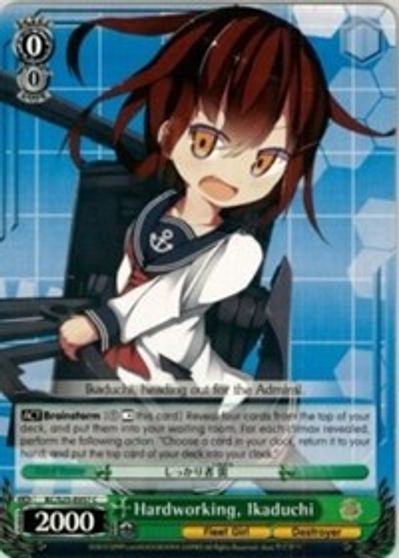 0
0
Ikaduchi, heading out for the Admiral.
ACT Brainstorm [(1) this card] Reveal four cards from the top of your
deck, and put them into your waiting room. For each climax revealed,
perform the following action. "Choose a card in your clock, return it to your
hand, and put the top card of your deck into your clock."
しっかり者 雷
2000
Hardworking, Ikaduchi
Fleet Girl
Destroyer